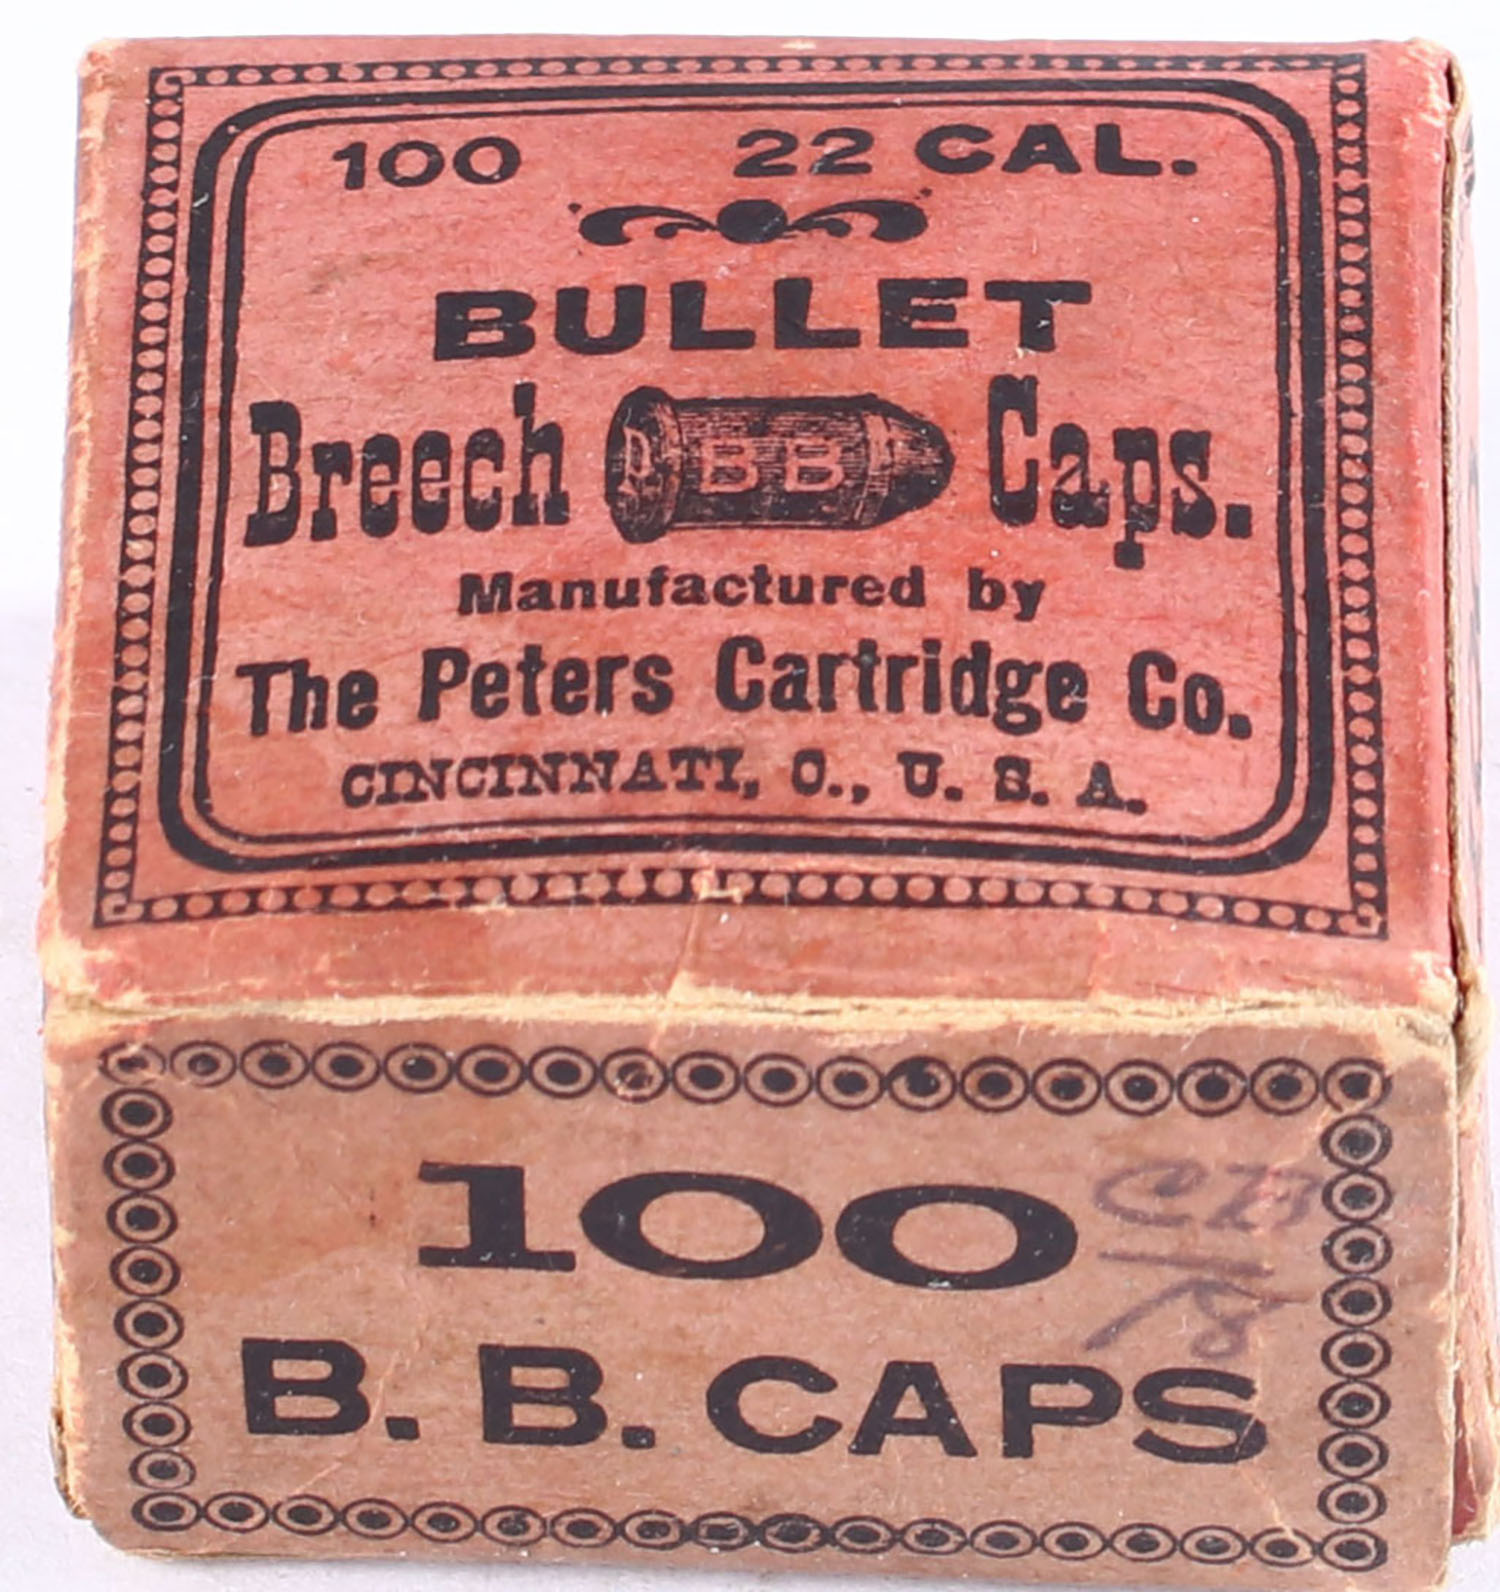 100 22 CAL.
BULLET
Breech BB Caps.
Manufactured by
The Peters Cartridge Co.
CINCINNATI, O., U. S. A.
100
B. B. CAPS